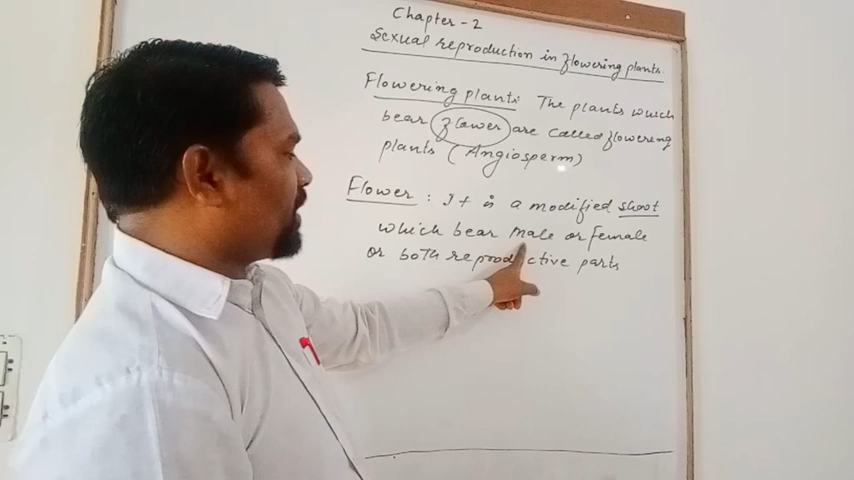 Chapter - 2
Sexual reproduction in flowering plants.
Flowering plants: The plants which
bear flower are called flowering
plants (Angiosperm)
Flower : It is a modified shoot
which bear male or female
or both reproductive parts